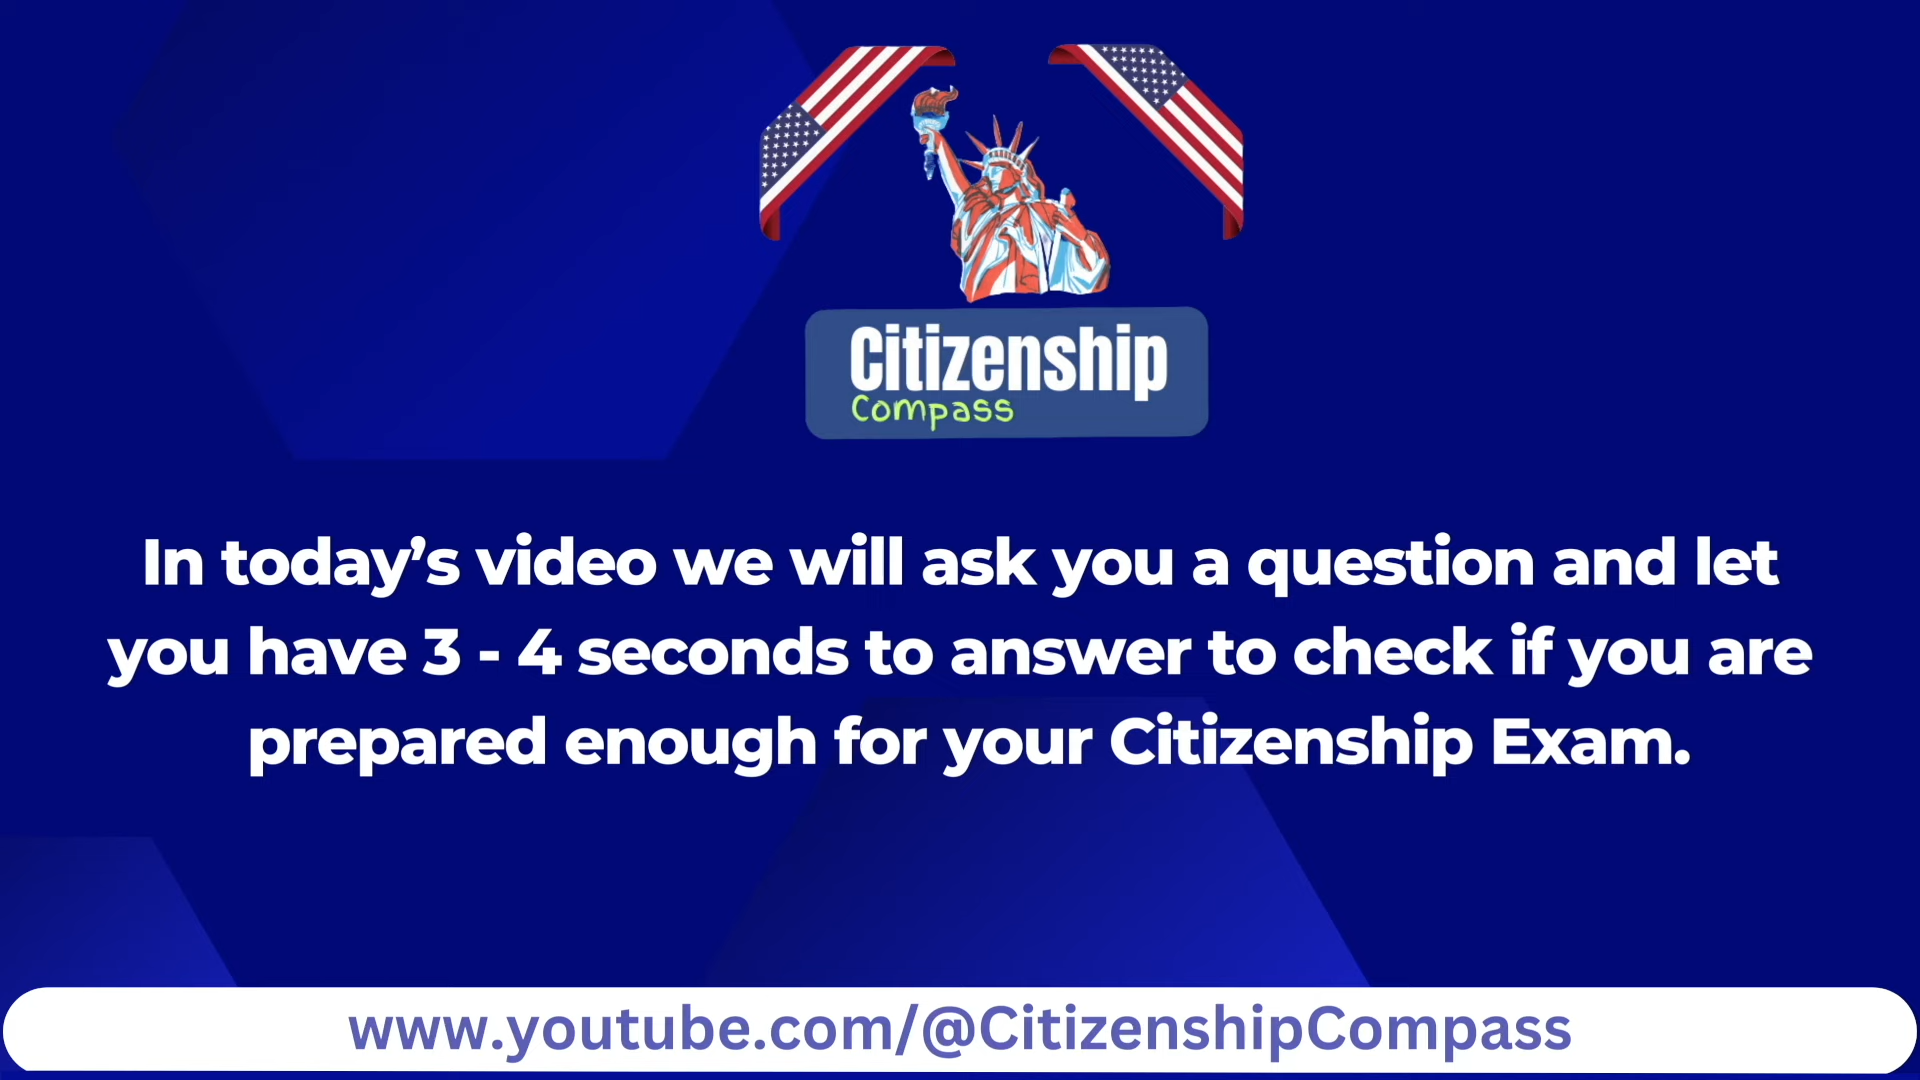 Citizenship
Compass
In today’s video we will ask you a question and let
you have 3 - 4 seconds to answer to check if you are
prepared enough for your Citizenship Exam.
www.youtube.com/@CitizenshipCompass